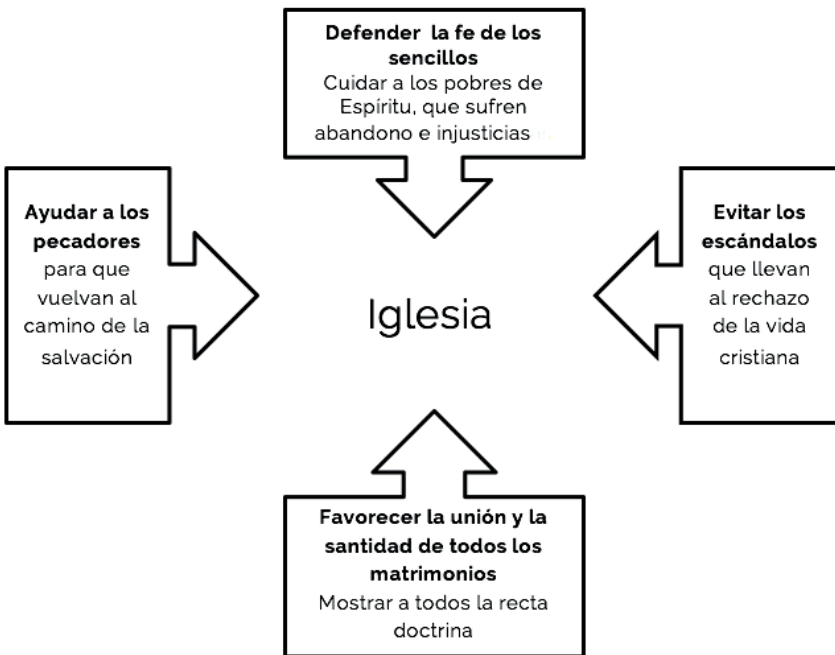 Defender la fe de los
sencillos
Cuidar a los pobres de
Espíritu, que sufren
abandono e injusticias
Ayudar a los
pecadores
para que
vuelvan al
camino de la
salvación
Iglesia
Evitar los
escándalos
que llevan
al rechazo
de la vida
cristiana
Favorecer la unión y la
santidad de todos los
matrimonios
Mostrar a todos la recta
doctrina